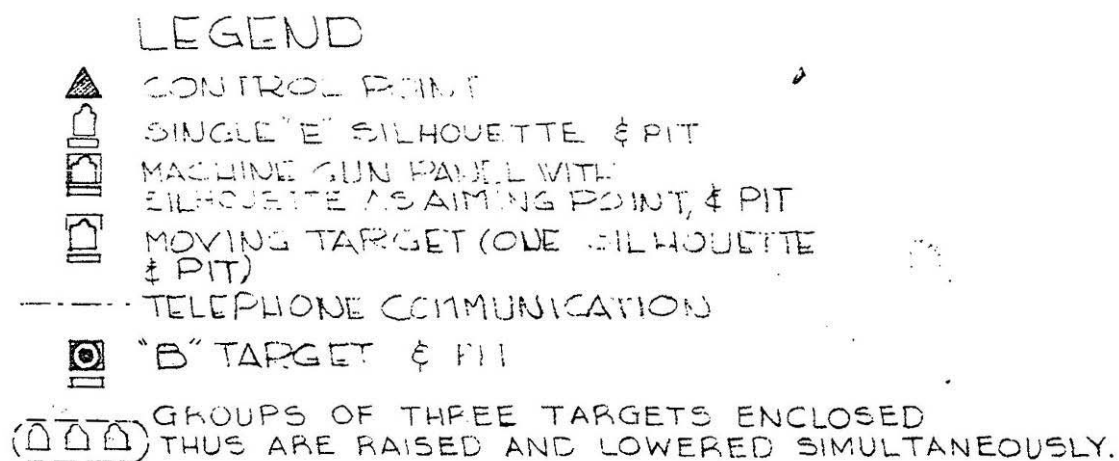 LEGEND
CONTROL POINT
SINGLE "E" SILHOUETTE & PIT
MACHINE GUN PANEL WITH
SILHOUETTE AS AIMING POINT, & PIT
MOVING TARGET (ONE SILHOUETTE
& PIT)
TELEPHONE COMMUNICATION
"B" TARGET & PIT
GROUPS OF THREE TARGETS ENCLOSED
THUS ARE RAISED AND LOWERED SIMULTANEOUSLY.